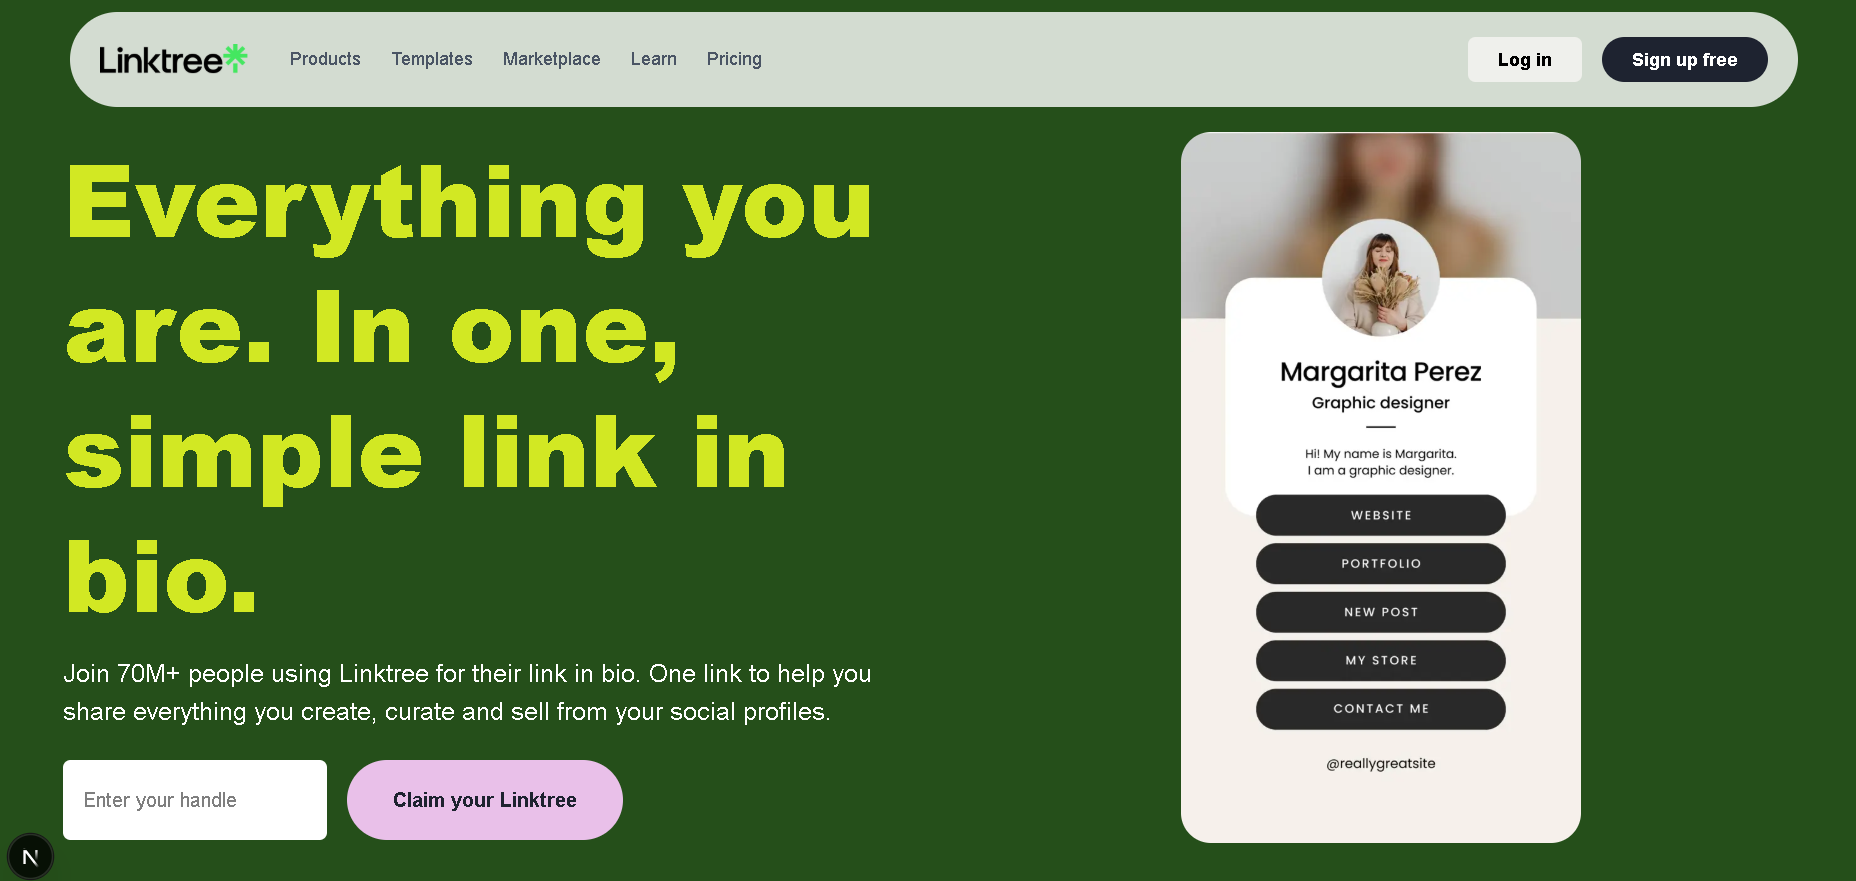 Linktree
Products
Templates
Marketplace
Learn
Pricing
Log in
Sign up free
Everything you
are. In one,
simple link in
bio.
Join 70M+ people using Linktree for their link in bio. One link to help you
share everything you create, curate and sell from your social profiles.
Enter your handle
Claim your Linktree
N
Margarita Perez
Graphic designer
Hi! My name is Margarita.
I am a graphic designer.
WEBSITE
PORTFOLIO
NEW POST
MY STORE
CONTACT ME
@reallygreatsite